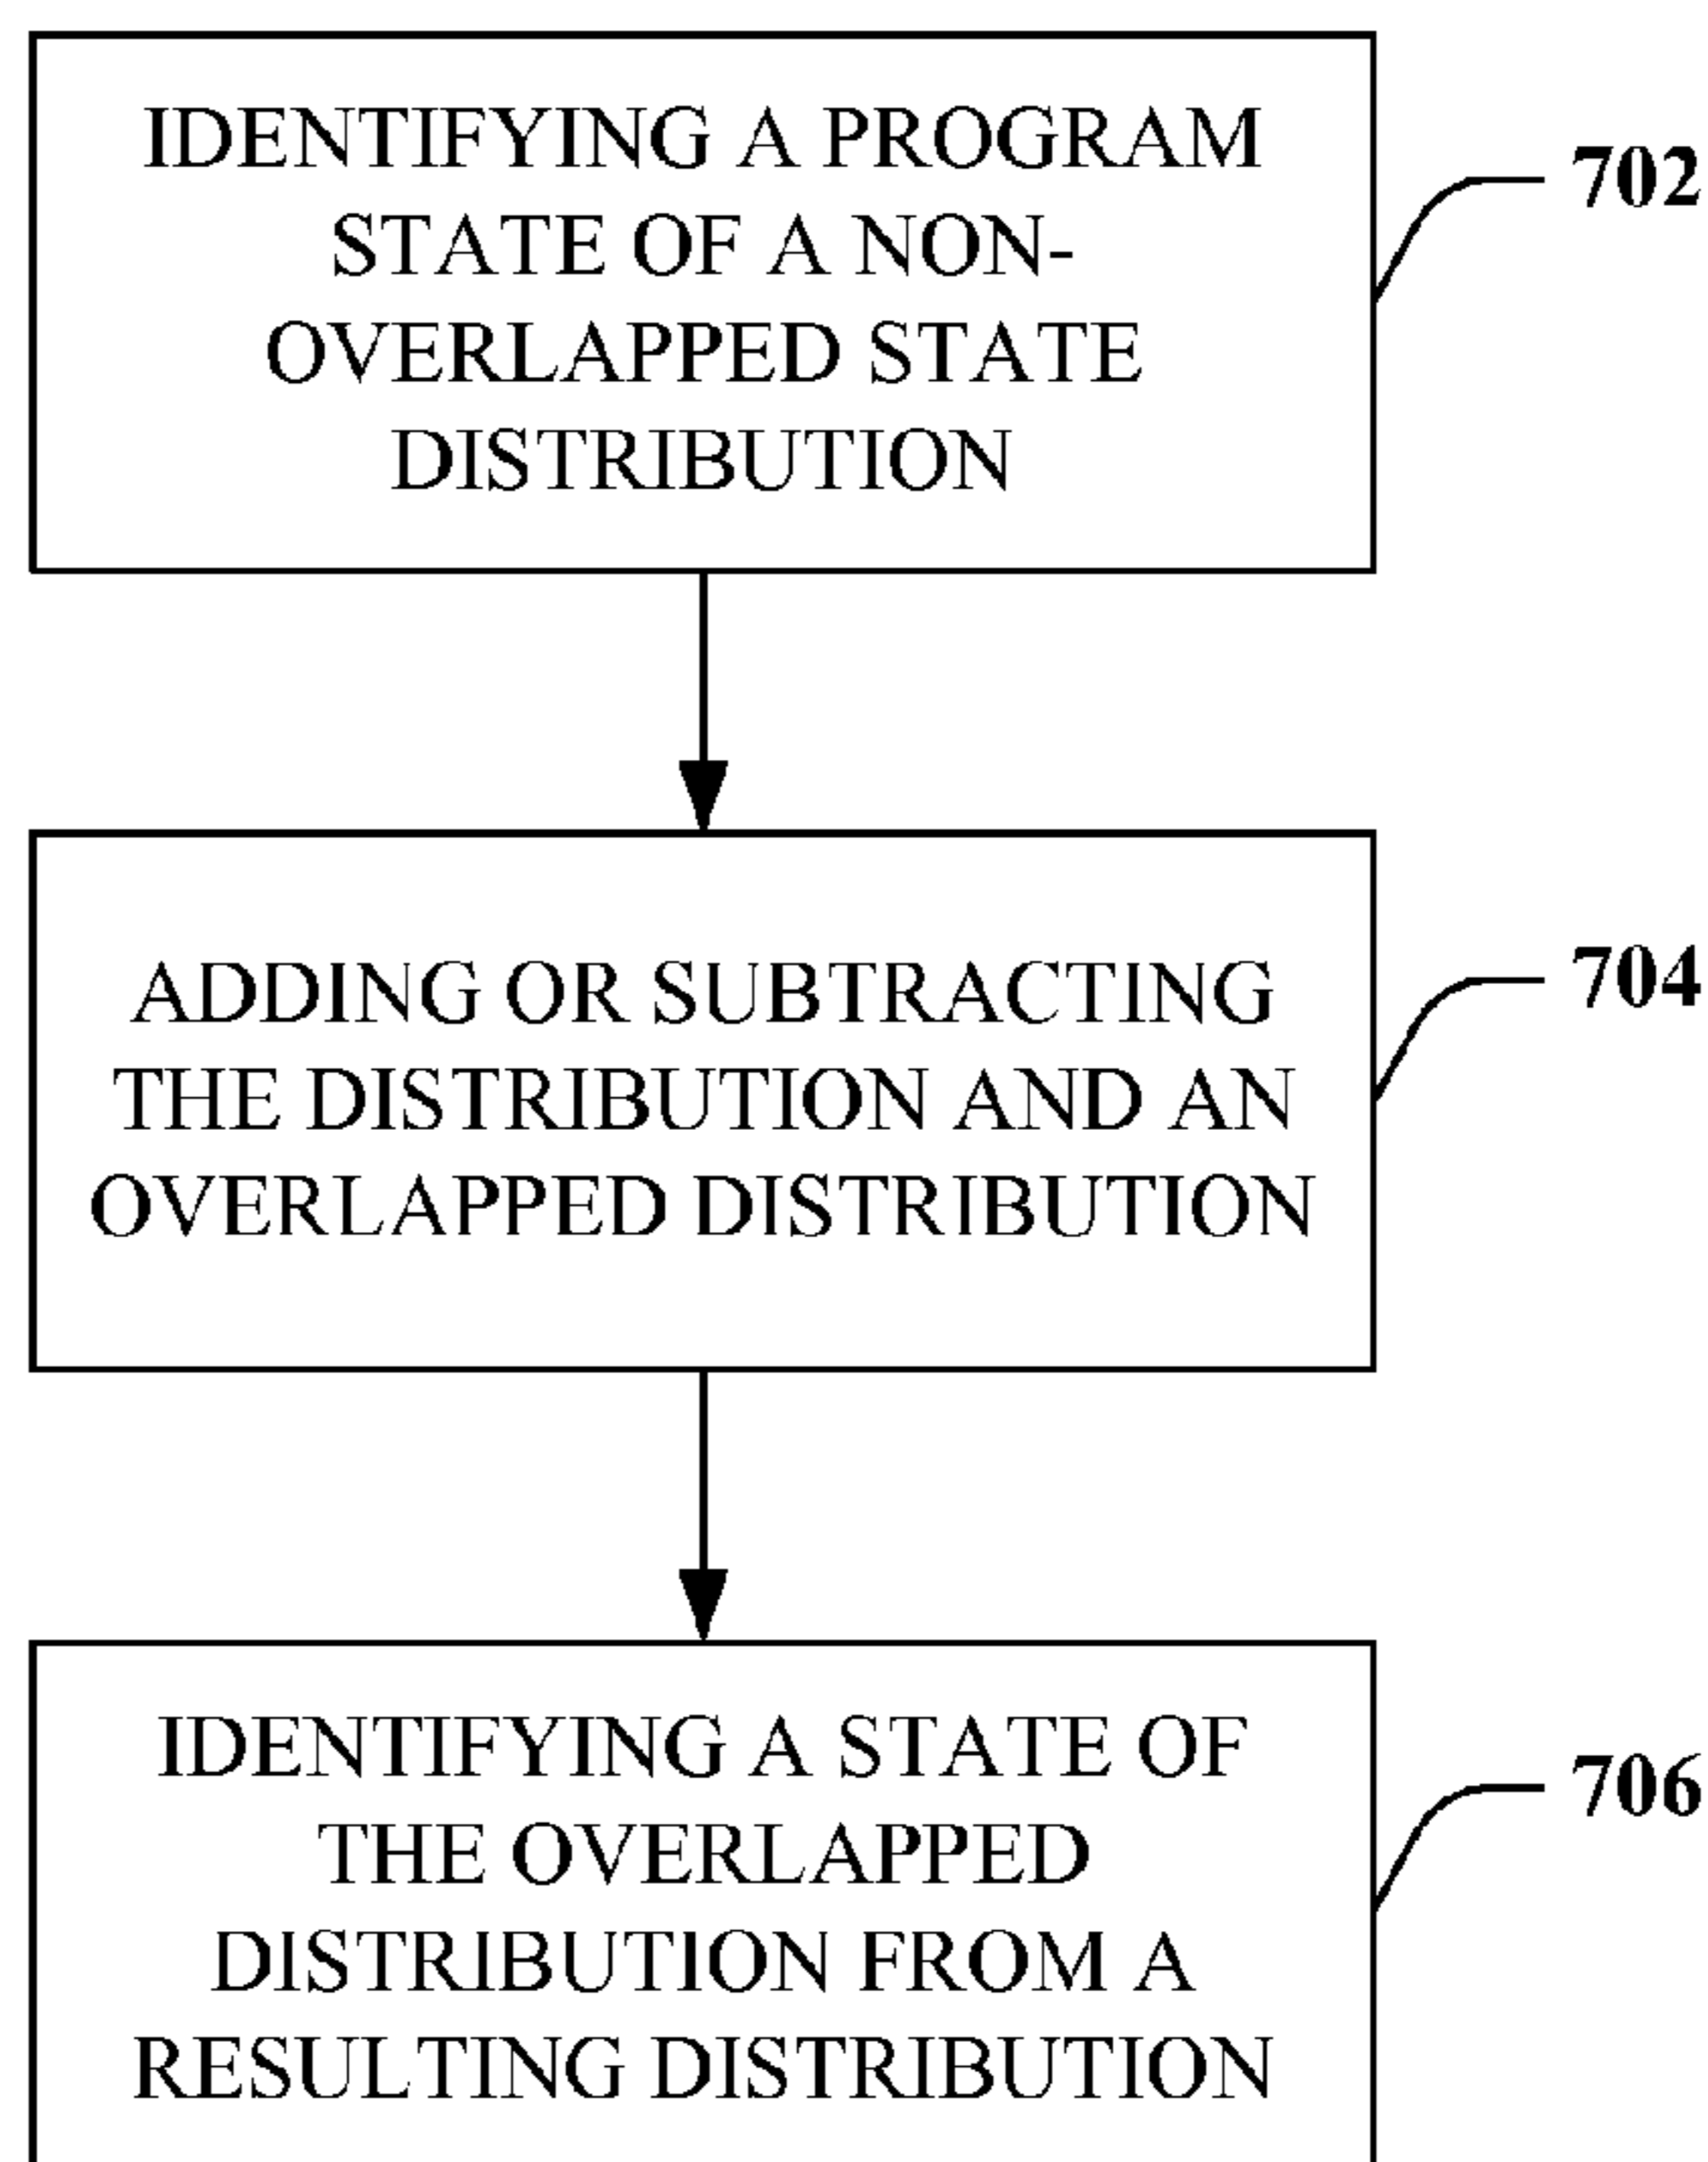 IDENTIFYING A PROGRAM
STATE OF A NON-
OVERLAPPED STATE
DISTRIBUTION
702
ADDING OR SUBTRACTING
THE DISTRIBUTION AND AN
OVERLAPPED DISTRIBUTION
704
IDENTIFYING A STATE OF
THE OVERLAPPED
DISTRIBUTION FROM A
RESULTING DISTRIBUTION
706